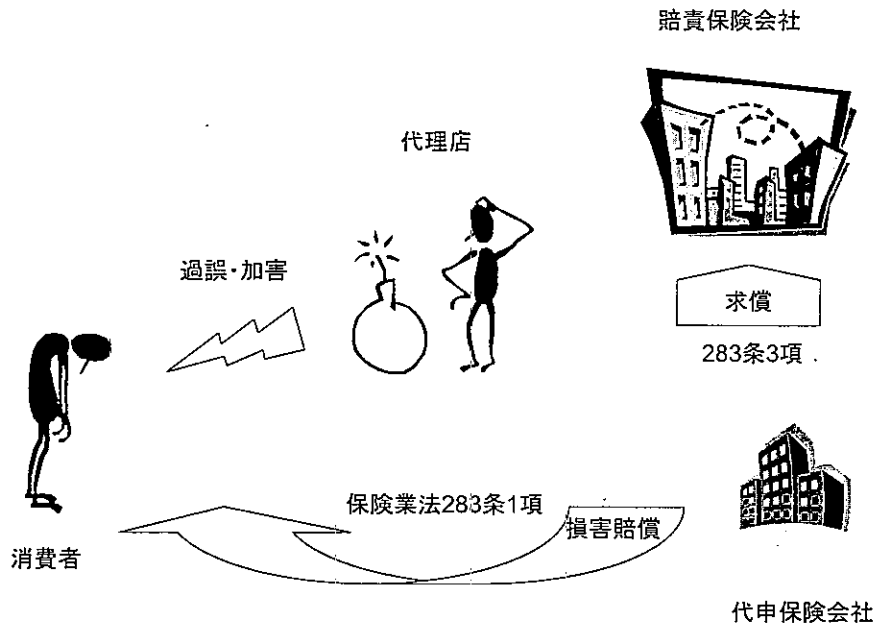 賠責保険会社
代理店
過誤・加害
求償
283条3項
保険業法283条1項
損害賠償
消費者
代申保険会社